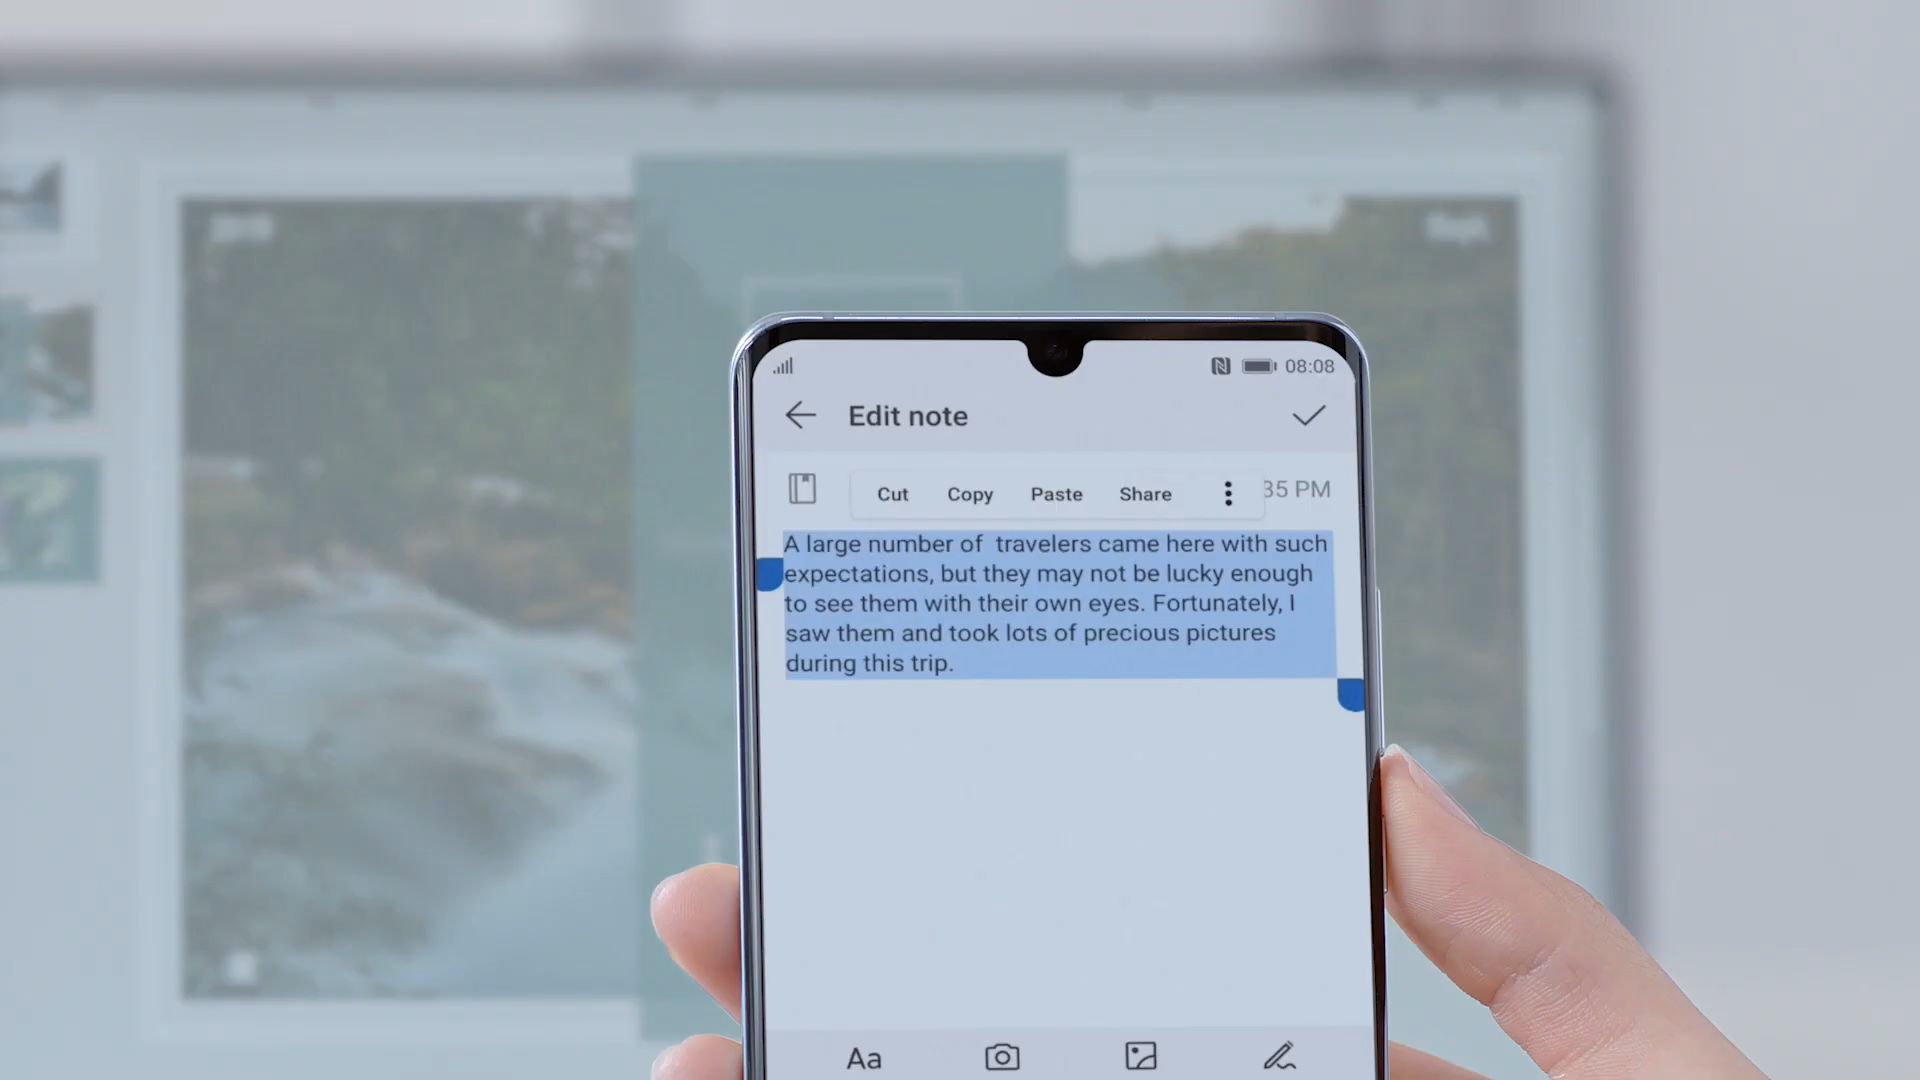 08:08
Edit note
Cut Copy Paste Share
35 PM
A large number of  travelers came here with such
expectations, but they may not be lucky enough
to see them with their own eyes. Fortunately, I
saw them and took lots of precious pictures
during this trip.
Aa